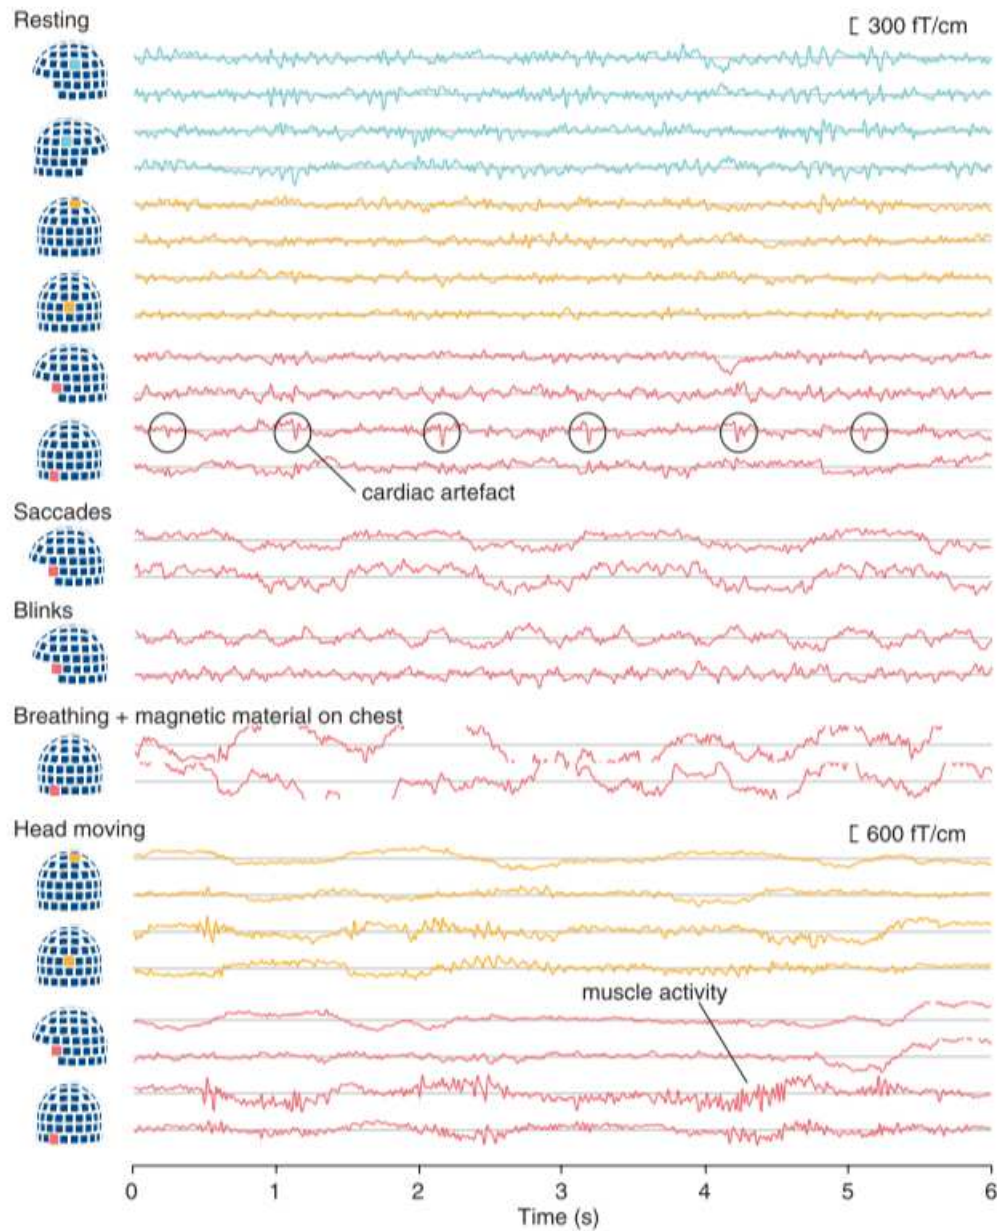 Resting
[ 300 fT/cm
cardiac artefact
Saccades
Blinks
Breathing + magnetic material on chest
Head moving
[ 600 fT/cm
muscle activity
0 1 2 3 4 5 6
Time (s)